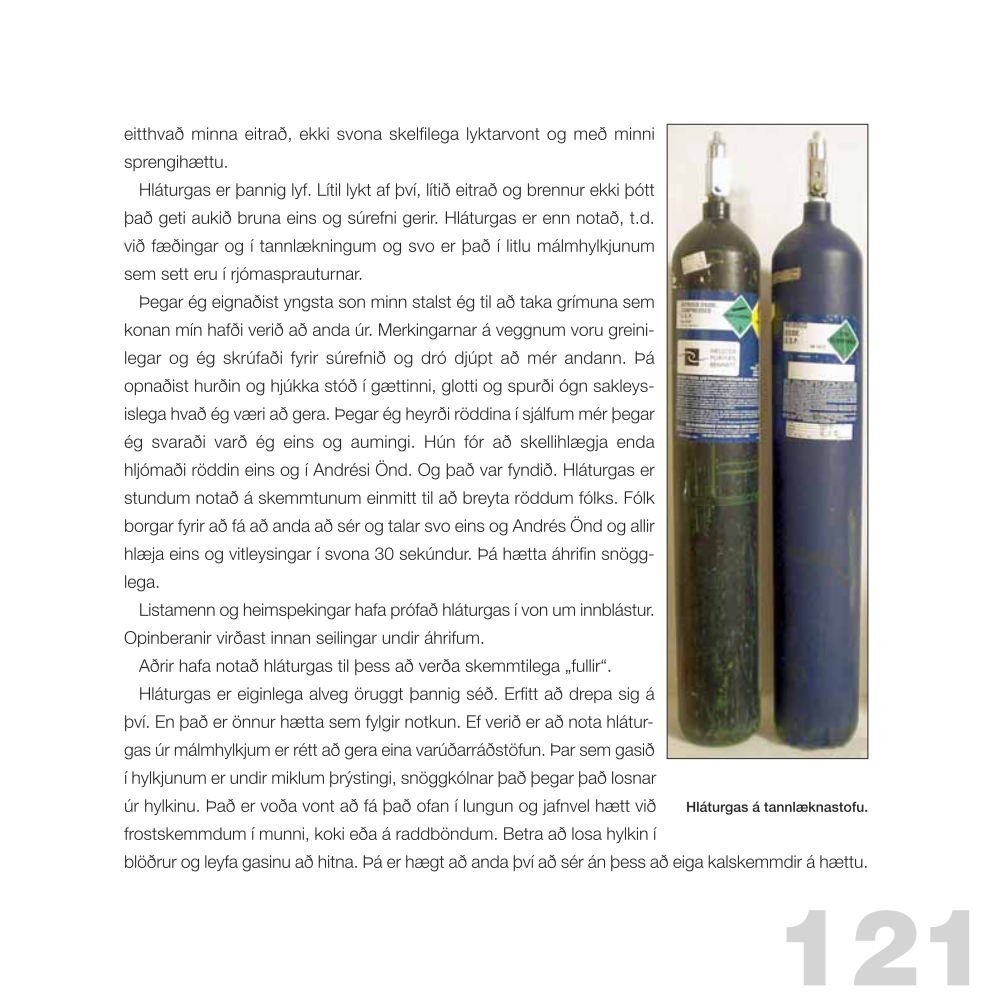 eitthvað minna eitrað, ekki svona skelfilega lyktarvont og með minni
sprengihættu.
Hláturgas er þannig lyf. Lítil lykt af því, lítið eitrað og brennur ekki þótt
það geti aukið bruna eins og súrefni gerir. Hláturgas er enn notað, t.d.
við fæðingar og í tannlækningum og svo er það í litlu málmhylkjunum
sem sett eru í rjómasprauturnar.
Þegar ég eignaðist yngsta son minn stalst ég til að taka grímuna sem
konan mín hafði verið að anda úr. Merkingarnar á veggnum voru greini-
legar og ég skrúfaði fyrir súrefnið og dró djúpt að mér andann. Þá
opnaðist hurðin og hjúkka stóð í gættinni, glotti og spurði ógn sakleys-
islega hvað ég væri að gera. Þegar ég heyrði röddina í sjálfum mér þegar
ég svaraði varð ég eins og aumingi. Hún fór að skellihlægja enda
hljómaði röddin eins og í Andrési Önd. Og það var fyndið. Hláturgas er
stundum notað á skemmtunum einmitt til að breyta röddum fólks. Fólk
borgar fyrir að fá að anda að sér og talar svo eins og Andrés Önd og allir
hlæja eins og vitleysingar í svona 30 sekúndur. Þá hætta áhrifin snögg-
lega.
Listamenn og heimspekingar hafa prófað hláturgas í von um innblástur.
Opinberanir virðast innan seilingar undir áhrifum.
Aðrir hafa notað hláturgas til þess að verða skemmtilega „fullir“.
Hláturgas er eiginlega alveg öruggt þannig séð. Erfitt að drepa sig á
því. En það er önnur hætta sem fylgir notkun. Ef verið er að nota hlátur-
gas úr málmhylkjum er rétt að gera eina varúðarráðstöfun. Þar sem gasið
í hylkjunum er undir miklum þrýstingi, snöggkólnar það þegar það losnar
úr hylkinu. Það er voða vont að fá það ofan í lungun og jafnvel hætt við
frostskemmdum í munni, koki eða á raddböndum. Betra að losa hylkin í
blöðrur og leyfa gasinu að hitna. Þá er hægt að anda því að sér án þess að eiga kalskemmdir á hættu.
NITROUS OXIDE,
COMPRESSED
U.S.P.
PURITAN
BENNETT
NITROUS
OXIDE,
U.S.P.
Hláturgas á tannlæknastofu.
121